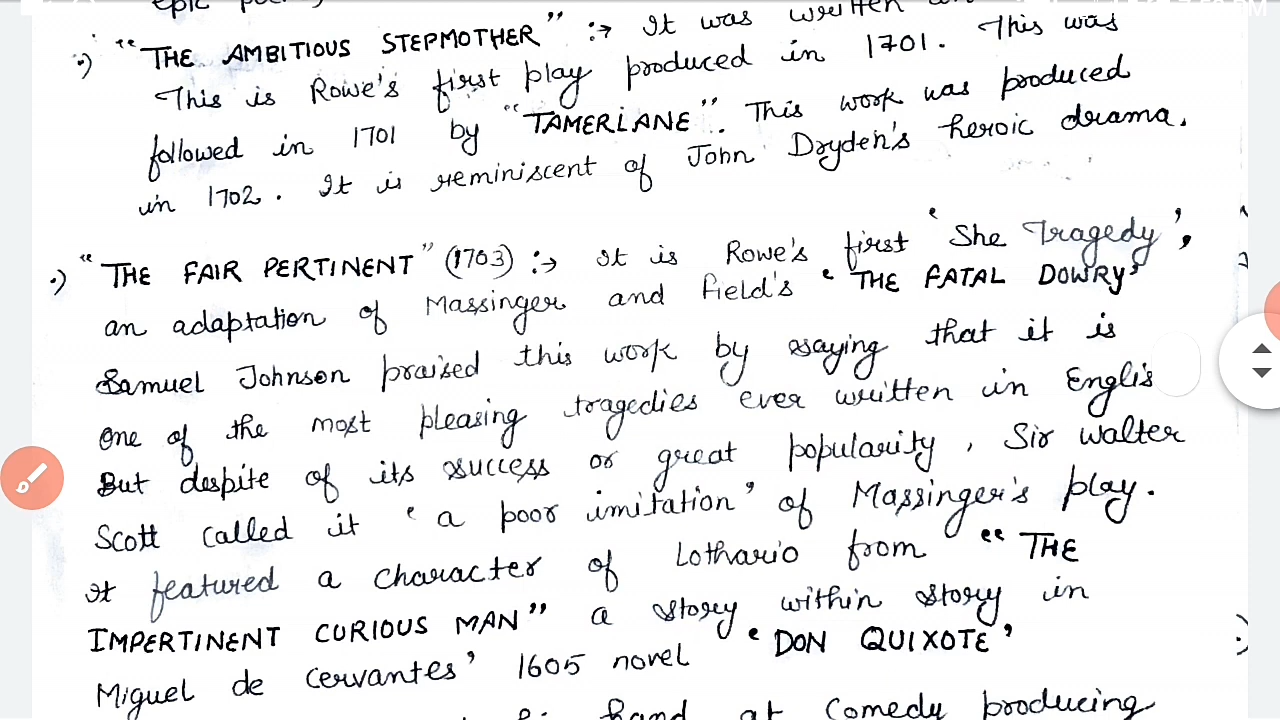 epic
·) "THE AMBITIOUS STEPMOTHER" :→ It was written
This is Rowe's first play produced in 1701. This was
followed in 1701 by "TAMERLANE". This work was produced
in 1702. It is reminiscent of John Dryden's heroic drama.
·) "THE FAIR PERTINENT" (1703) :→ It is Rowe's first 'She Tragedy',
an adaptation of Massinger and Field's 'THE FATAL DOWRY'
Samuel Johnson praised this work by saying that it is
one of the most pleasing tragedies ever written in Englis
But despite of its success or great popularity, Sir Walter
Scott called it 'a poor imitation' of Massinger's play.
It featured a character of Lothario from "THE
IMPERTINENT CURIOUS MAN" a story within story in
Miguel de Cervantes' 1605 novel 'DON QUIXOTE'
hand at comedy producing